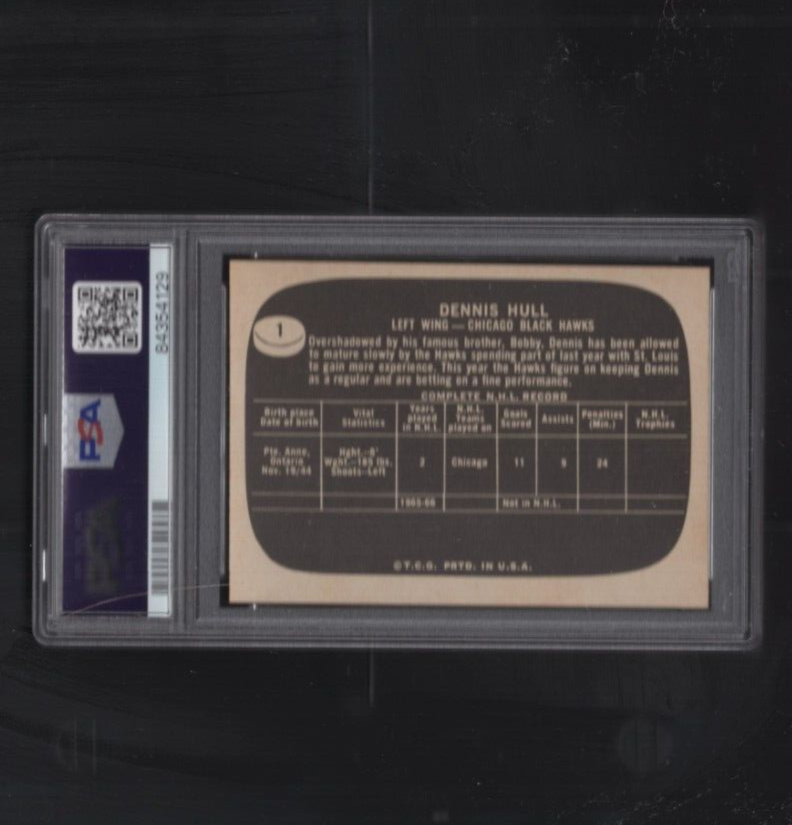 84354129
PSA
PSA
1
DENNIS HULL
LEFT WING — CHICAGO BLACK HAWKS
Overshadowed by his famous brother, Bobby, Dennis has been allowed
to mature slowly by the Hawks spending part of last year with St. Louis
to gain more experience. This year the Hawks figure on keeping Dennis
as a regular and are betting on a fine performance.
COMPLETE N.H.L. RECORD
Birth place Date of birth | Vital Statistics | Years played in N.H.L. | N.H.L. Teams played on | Goals Scored | Assists | Penalties (Min.) | N.H.L. Trophies
Pte. Anne, Ontario Nov. 19/44 | Hght.-6' Wght.-185 lbs. Shoots-Left | 2 | Chicago | 11 | 9 | 24
1965-66 | Not in N.H.L.
©T.C.G. PRTD. IN U.S.A.